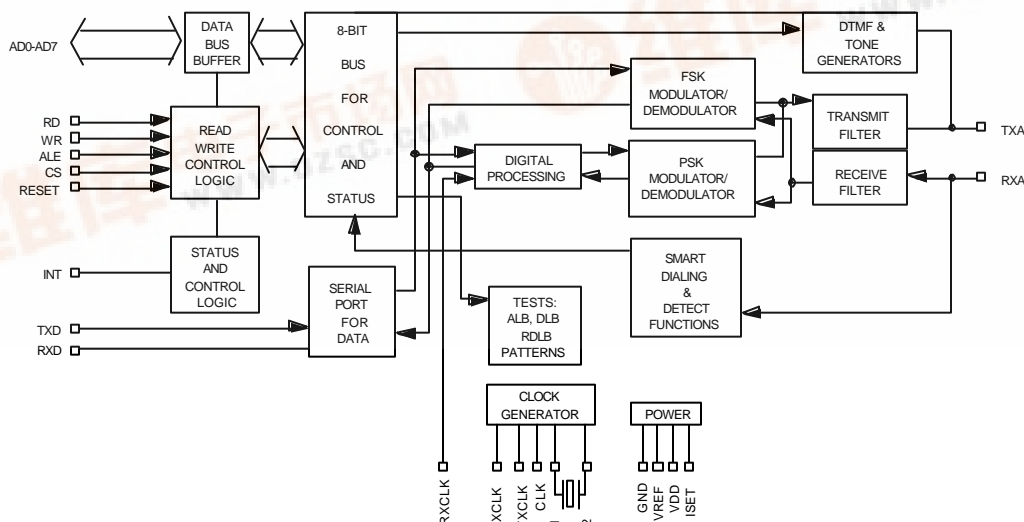 AD0-AD7
DATA
BUS
BUFFER
8-BIT
BUS
FOR
CONTROL
AND
STATUS
DTMF &
TONE
GENERATORS
FSK
MODULATOR/
DEMODULATOR
TRANSMIT
FILTER
TXA
RD
WR
ALE
CS
RESET
READ
WRITE
CONTROL
LOGIC
DIGITAL
PROCESSING
PSK
MODULATOR/
DEMODULATOR
RECEIVE
FILTER
RXA
INT
STATUS
AND
CONTROL
LOGIC
SMART
DIALING
&
DETECT
FUNCTIONS
TXD
RXD
SERIAL
PORT
FOR
DATA
TESTS:
ALB, DLB
RDLB
PATTERNS
CLOCK
GENERATOR
POWER
RXCLK
CLK
GND
VREF
VDD
ISET
WWW.DZSC.COM